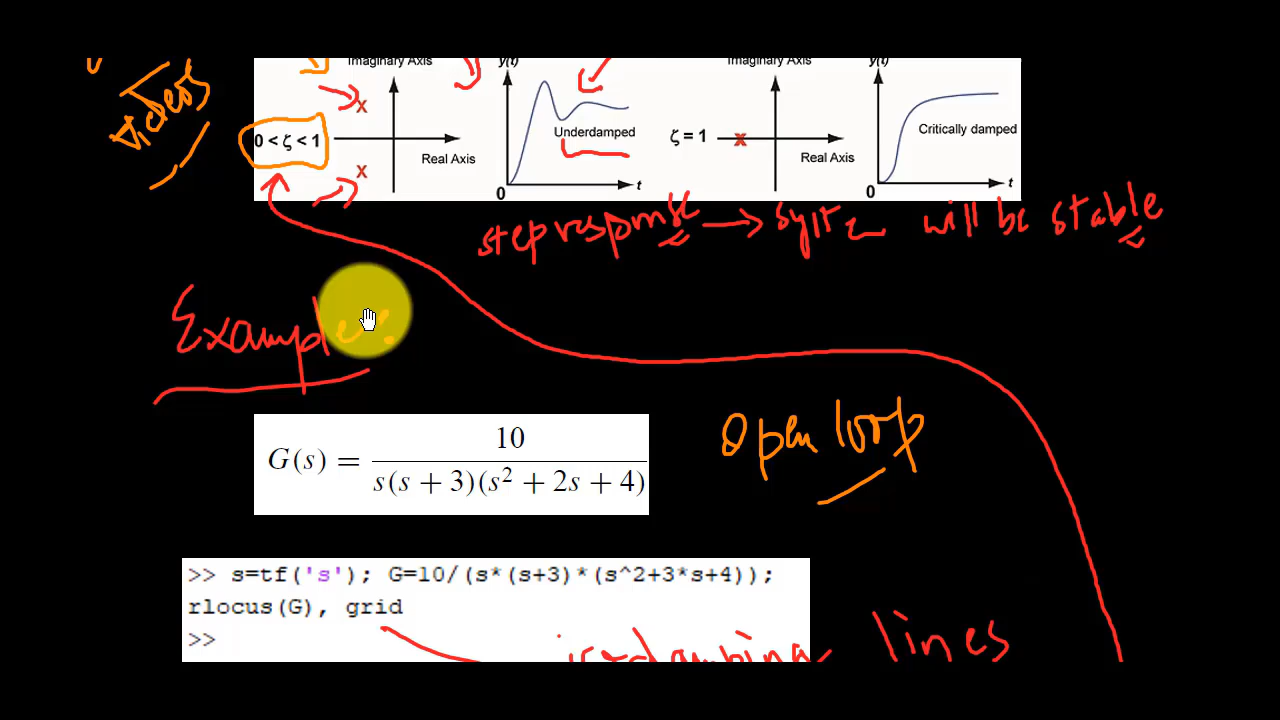 videos
Imaginary Axis
y(t)
Imaginary Axis
y(t)
0 < ζ < 1
Real Axis
Underdamped
0
t
ζ = 1
Real Axis
Critically damped
0
t
step response → will be stable
Example:
Open loop
G(s) = 10 / s(s + 3)(s² + 2s + 4)
>> s=tf('s'); G=10/(s*(s+3)*(s^2+3*s+4));
rlocus(G), grid
>>
lines